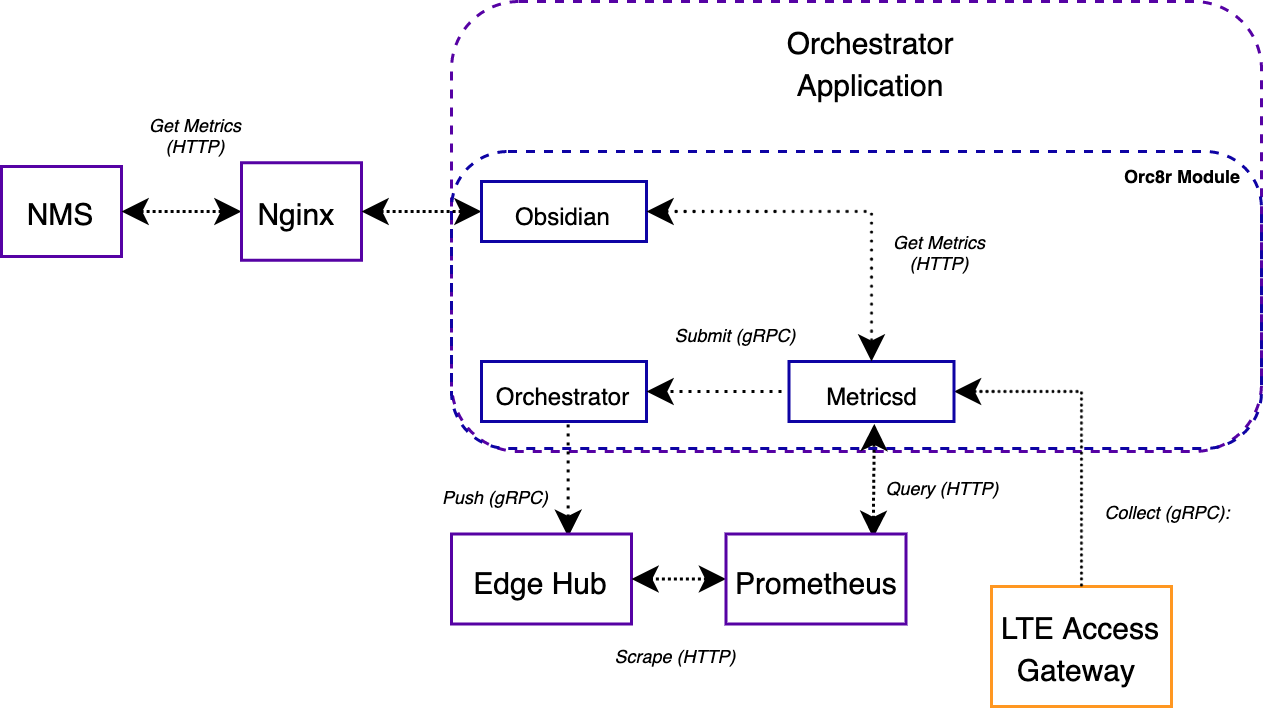 Orchestrator
Application
Get Metrics
(HTTP)
Orc8r Module
NMS
Nginx
Obsidian
Get Metrics
(HTTP)
Submit (gRPC)
Orchestrator
Metricsd
Push (gRPC)
Query (HTTP)
Collect (gRPC):
Edge Hub
Prometheus
LTE Access
Gateway
Scrape (HTTP)